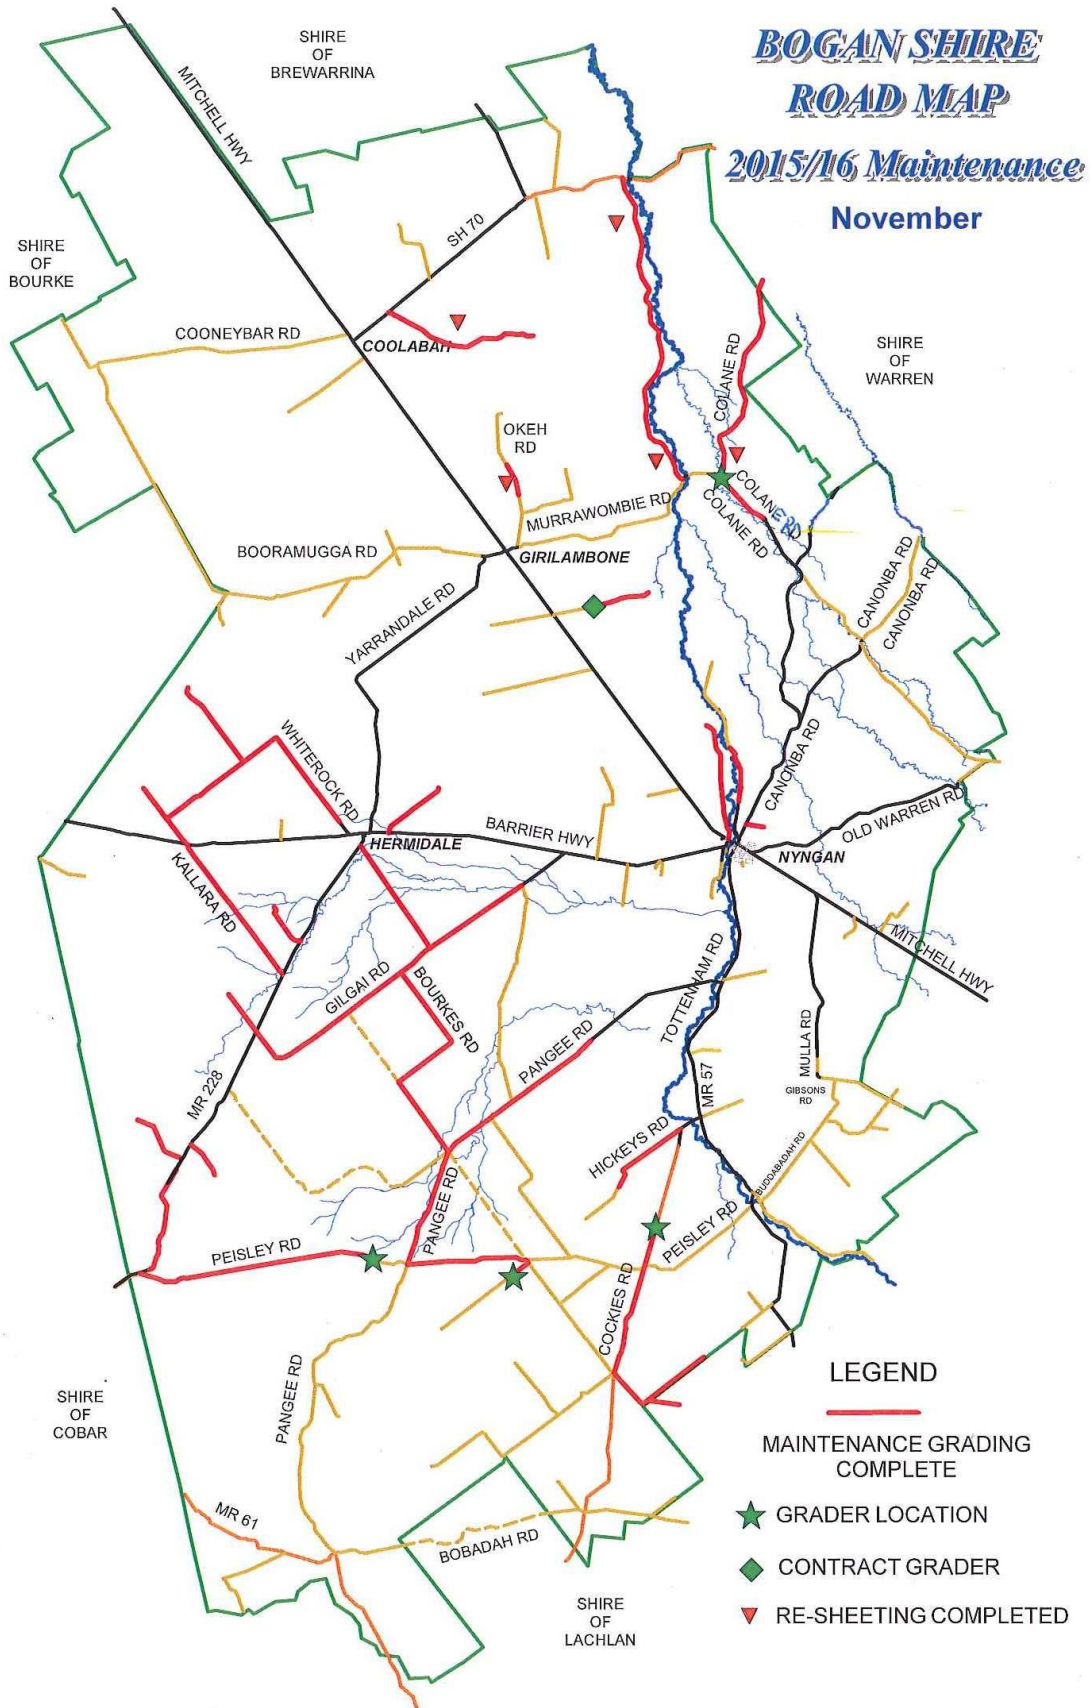 BOGAN SHIRE
ROAD MAP
2015/16 Maintenance
November
SHIRE
OF
BREWARRINA
MITCHELL HWY
SH 70
SHIRE
OF
BOURKE
COONEYBAR RD
COOLABAH
COLANE RD
SHIRE
OF
WARREN
OKEH
RD
MURRAWOMBIE RD
COLANE RD
COLANE RD
RD
BOORAMUGGA RD
GIRILAMBONE
CANONBA RD
CANONBA RD
YARRANDALE RD
WHITEROCK RD
CANONBA RD
BARRIER HWY
OLD WARREN RD
HERMIDALE
NYNGAN
KALLARA RD
MITCHELL HWY
GILGAI RD
BOURKES RD
TOTTENHAM RD
PANGEE RD
MULLA RD
MR 228
MR 57
GIBSONS
RD
HICKEYS RD
BUDDABADAH RD
PANGEE RD
PEISLEY RD
PEISLEY RD
COCKIES RD
PANGEE RD
SHIRE
OF
COBAR
MR 61
BOBADAH RD
SHIRE
OF
LACHLAN
LEGEND
MAINTENANCE GRADING
COMPLETE
GRADER LOCATION
CONTRACT GRADER
RE-SHEETING COMPLETED